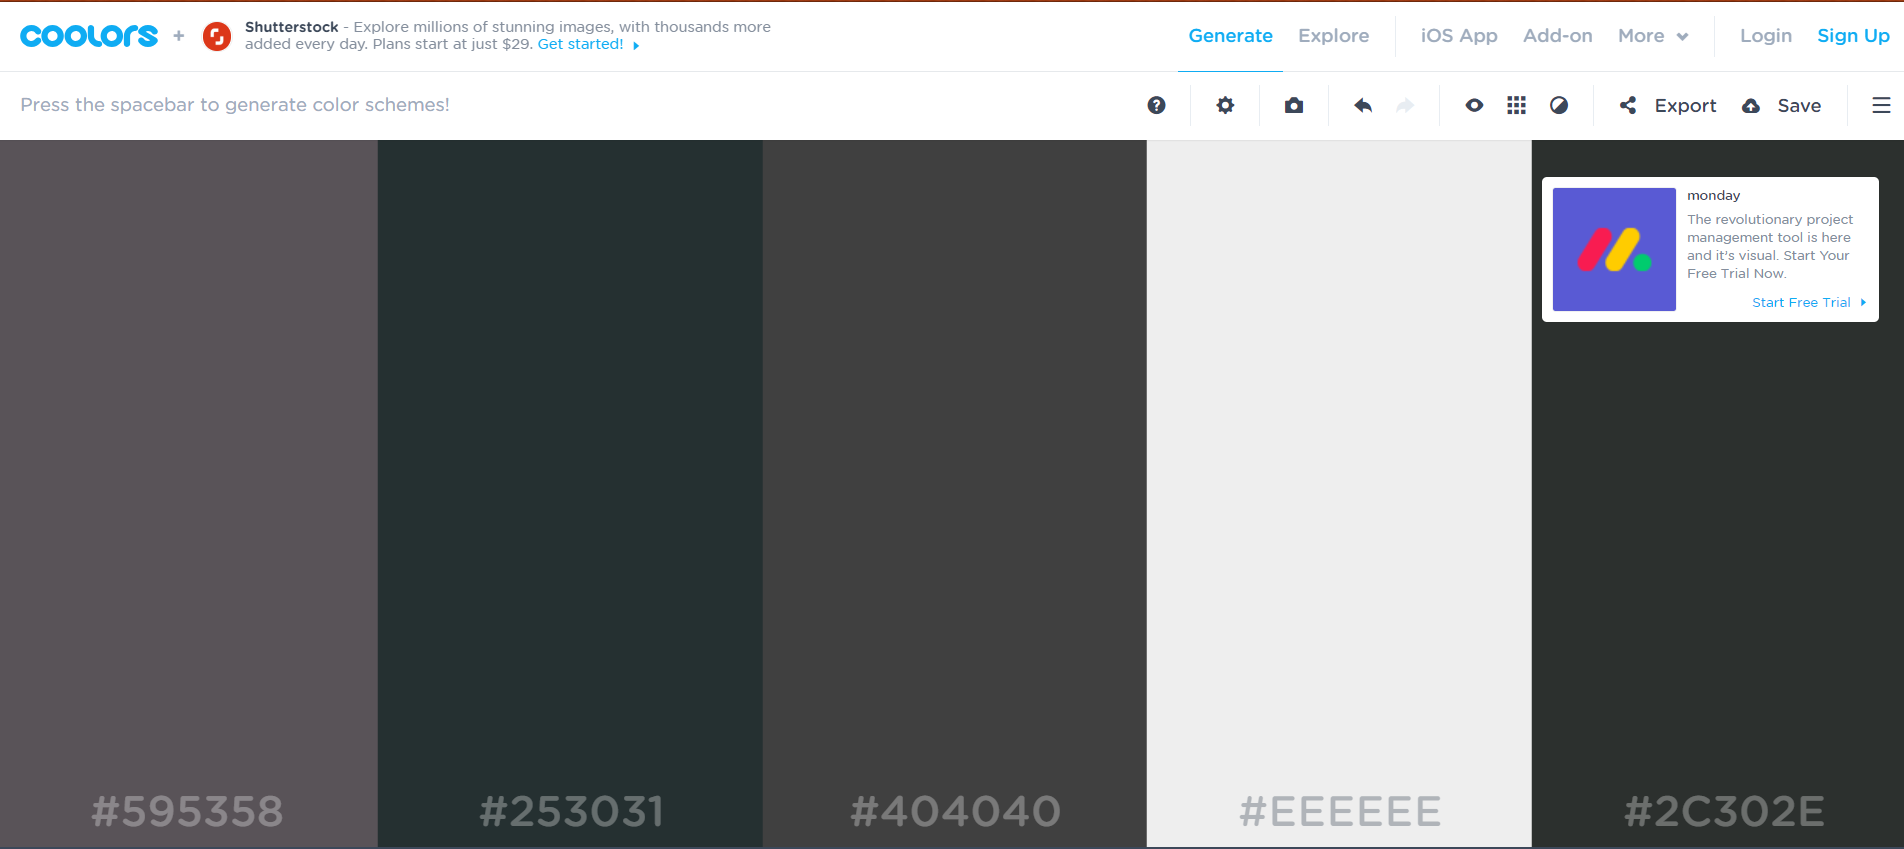 coolors + Shutterstock - Explore millions of stunning images, with thousands more
added every day. Plans start at just $29. Get started!
Generate Explore iOS App Add-on More Login Sign Up
Press the spacebar to generate color schemes!
Export Save
monday
The revolutionary project
management tool is here
and it's visual. Start Your
Free Trial Now.
Start Free Trial
#595358
#253031
#404040
#EEEEEE
#2C302E